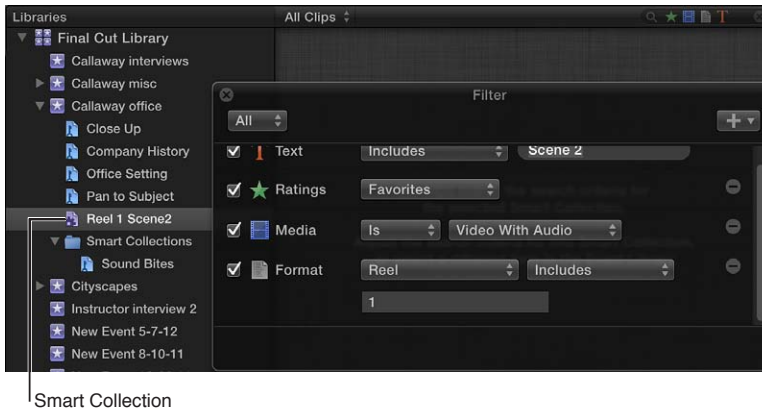 Libraries
All Clips
T
Final Cut Library
Callaway interviews
Callaway misc
Callaway office
Close Up
Company History
Office Setting
Pan to Subject
Reel 1 Scene2
Smart Collections
Sound Bites
Cityscapes
Instructor interview 2
New Event 5-7-12
New Event 8-10-11
Filter
All
Text Includes Scene 2
Ratings Favorites
Media Is Video With Audio
Format Reel Includes
1
Smart Collection